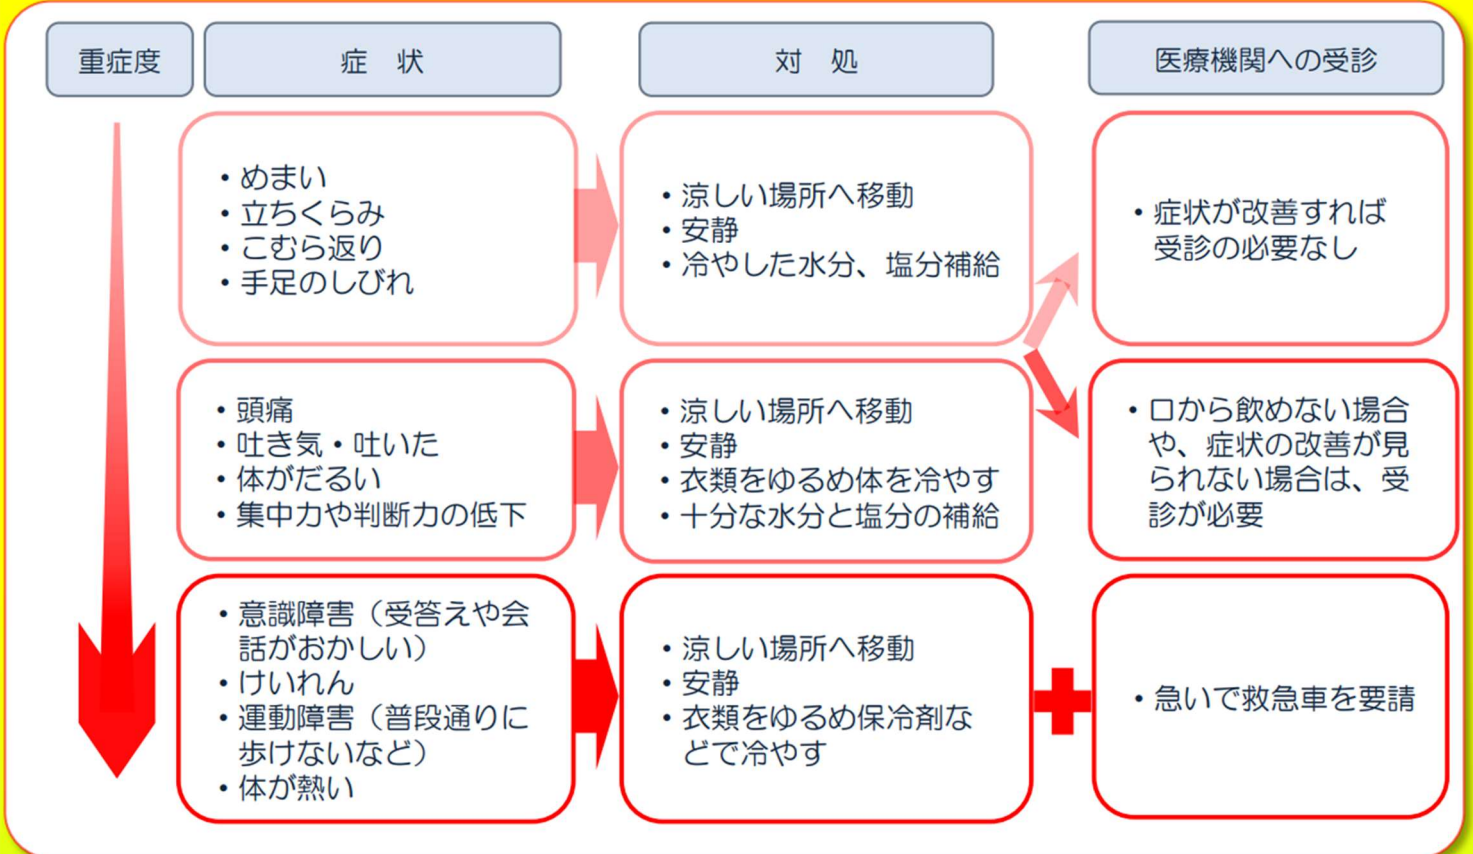 重症度
症　状
対　処
医療機関への受診
・めまい
・立ちくらみ
・こむら返り
・手足のしびれ
・涼しい場所へ移動
・安静
・冷やした水分、塩分補給
・症状が改善すれば
受診の必要なし
・頭痛
・吐き気・吐いた
・体がだるい
・集中力や判断力の低下
・涼しい場所へ移動
・安静
・衣類をゆるめ体を冷やす
・十分な水分と塩分の補給
・口から飲めない場合
や、症状の改善が見
られない場合は、受
診が必要
・意識障害（受答えや会
話がおかしい）
・けいれん
・運動障害（普段通りに
歩けないなど）
・体が熱い
・涼しい場所へ移動
・安静
・衣類をゆるめ保冷剤な
どで冷やす
・急いで救急車を要請